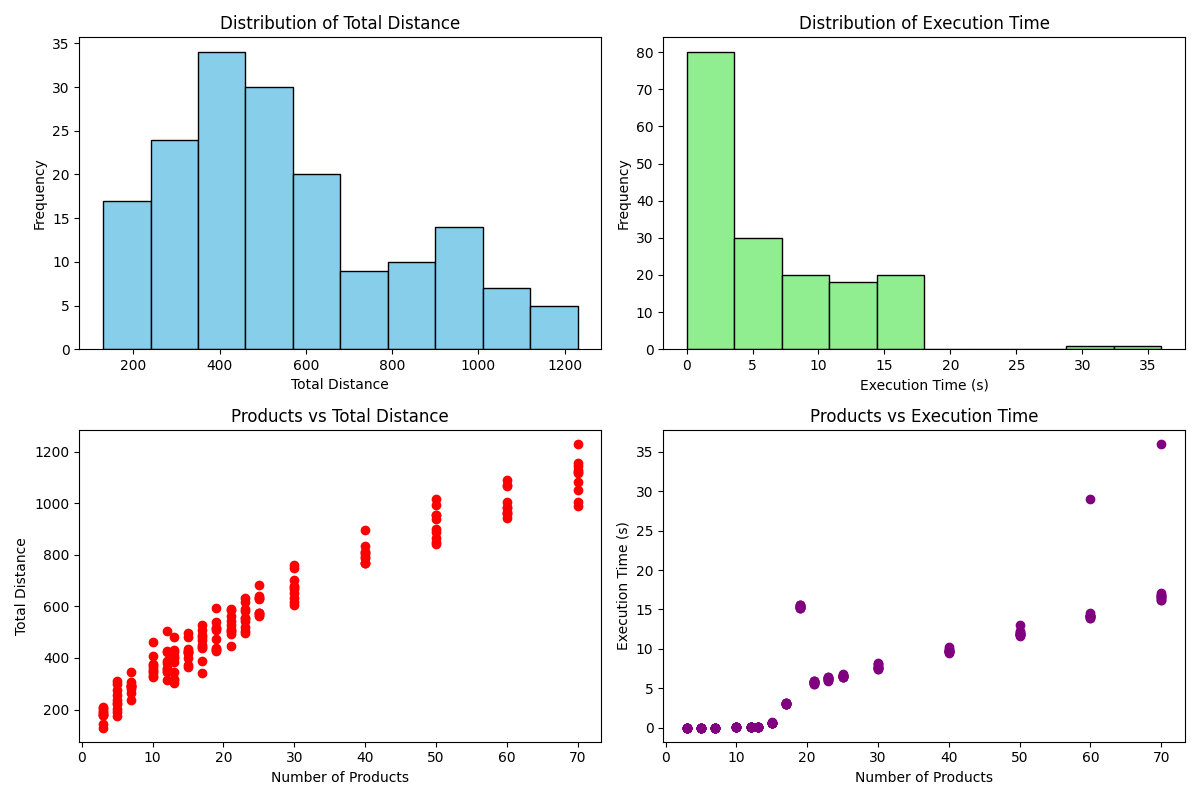 Distribution of Total Distance
Frequency
35
30
25
20
15
10
5
0
200 400 600 800 1000 1200
Total Distance
Distribution of Execution Time
Frequency
80
70
60
50
40
30
20
10
0
0 5 10 15 20 25 30 35
Execution Time (s)
Products vs Total Distance
Total Distance
1200
1000
800
600
400
200
0 10 20 30 40 50 60 70
Number of Products
Products vs Execution Time
Execution Time (s)
35
30
25
20
15
10
5
0
0 10 20 30 40 50 60 70
Number of Products